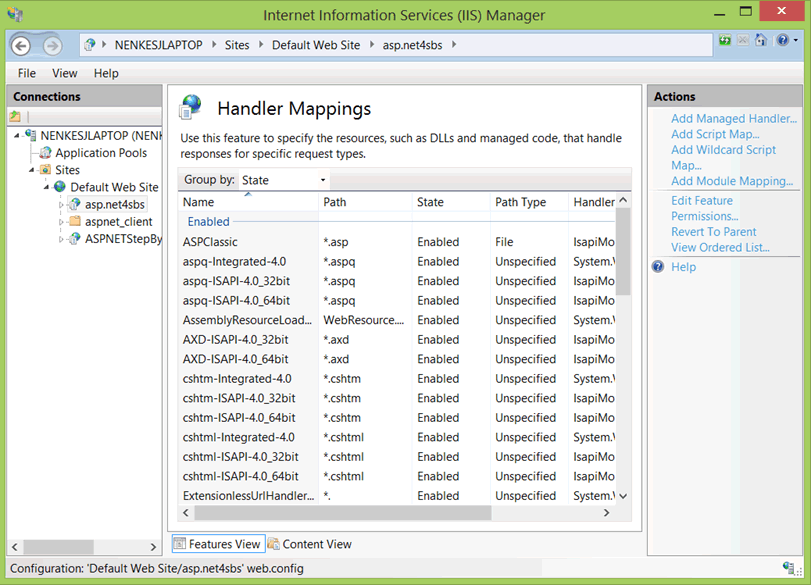 Internet Information Services (IIS) Manager
NENKESJLAPTOP Sites Default Web Site asp.net4sbs
File View Help
Connections
NENKESJLAPTOP (NENK
Application Pools
Sites
Default Web Site
asp.net4sbs
aspnet_client
ASPNETStepBy
Handler Mappings
Use this feature to specify the resources, such as DLLs and managed code, that handle
responses for specific request types.
Group by: State
Name Path State Path Type Handler
Enabled
ASPClassic *.asp Enabled File IsapiMo
aspq-Integrated-4.0 *.aspq Enabled Unspecified System.
aspq-ISAPI-4.0_32bit *.aspq Enabled Unspecified IsapiMo
aspq-ISAPI-4.0_64bit *.aspq Enabled Unspecified IsapiMo
AssemblyResourceLoad... WebResource.... Enabled Unspecified System.
AXD-ISAPI-4.0_32bit *.axd Enabled Unspecified IsapiMo
AXD-ISAPI-4.0_64bit *.axd Enabled Unspecified IsapiMo
cshtm-Integrated-4.0 *.cshtm Enabled Unspecified System.
cshtm-ISAPI-4.0_32bit *.cshtm Enabled Unspecified IsapiMo
cshtm-ISAPI-4.0_64bit *.cshtm Enabled Unspecified IsapiMo
cshtml-Integrated-4.0 *.cshtml Enabled Unspecified System.
cshtml-ISAPI-4.0_32bit *.cshtml Enabled Unspecified IsapiMo
cshtml-ISAPI-4.0_64bit *.cshtml Enabled Unspecified IsapiMo
ExtensionlessUrlHandler... *. Enabled Unspecified System.
Features View Content View
Actions
Add Managed Handler...
Add Script Map...
Add Wildcard Script
Map...
Add Module Mapping...
Edit Feature
Permissions...
Revert To Parent
View Ordered List...
Help
Configuration: 'Default Web Site/asp.net4sbs' web.config